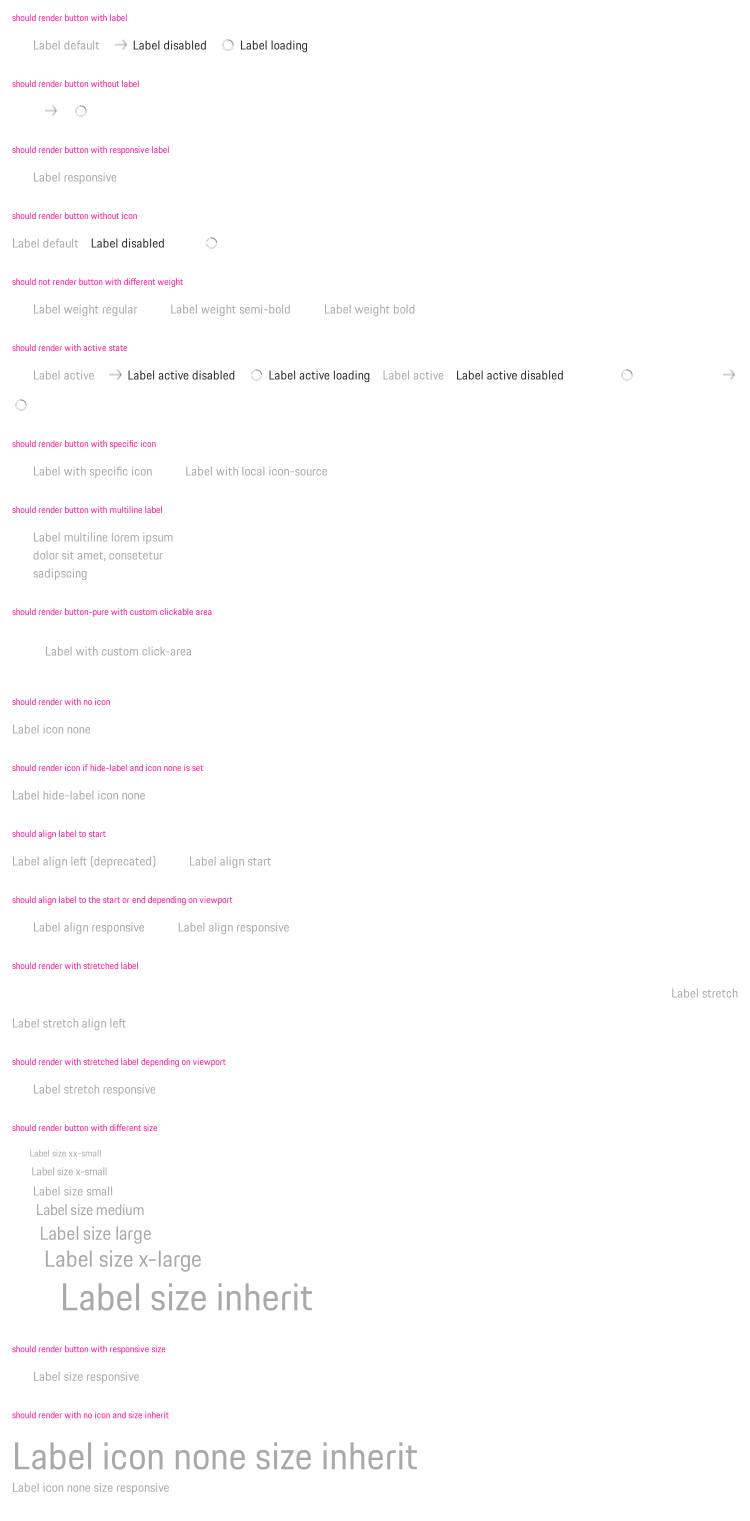 should render button with label
Label default Label disabled Label loading
should render button without label
should render button with responsive label
Label responsive
should render button without icon
Label default Label disabled
should not render button with different weight
Label weight regular Label weight semi-bold Label weight bold
should render with active state
Label active Label active disabled Label active loading Label active Label active disabled
should render button with specific icon
Label with specific icon Label with local icon-source
should render button with multiline label
Label multiline lorem ipsum
dolor sit amet, consetetur
sadipscing
should render button-pure with custom clickable area
Label with custom click-area
should render with no icon
Label icon none
should render icon if hide-label and icon none is set
Label hide-label icon none
should align label to start
Label align left (deprecated) Label align start
should align label to the start or end depending on viewport
Label align responsive Label align responsive
should render with stretched label
Label stretch
Label stretch align left
should render with stretched label depending on viewport
Label stretch responsive
should render button with different size
Label size xx-small
Label size x-small
Label size small
Label size medium
Label size large
Label size x-large
Label size inherit
should render button with responsive size
Label size responsive
should render with no icon and size inherit
Label icon none size inherit
Label icon none size responsive